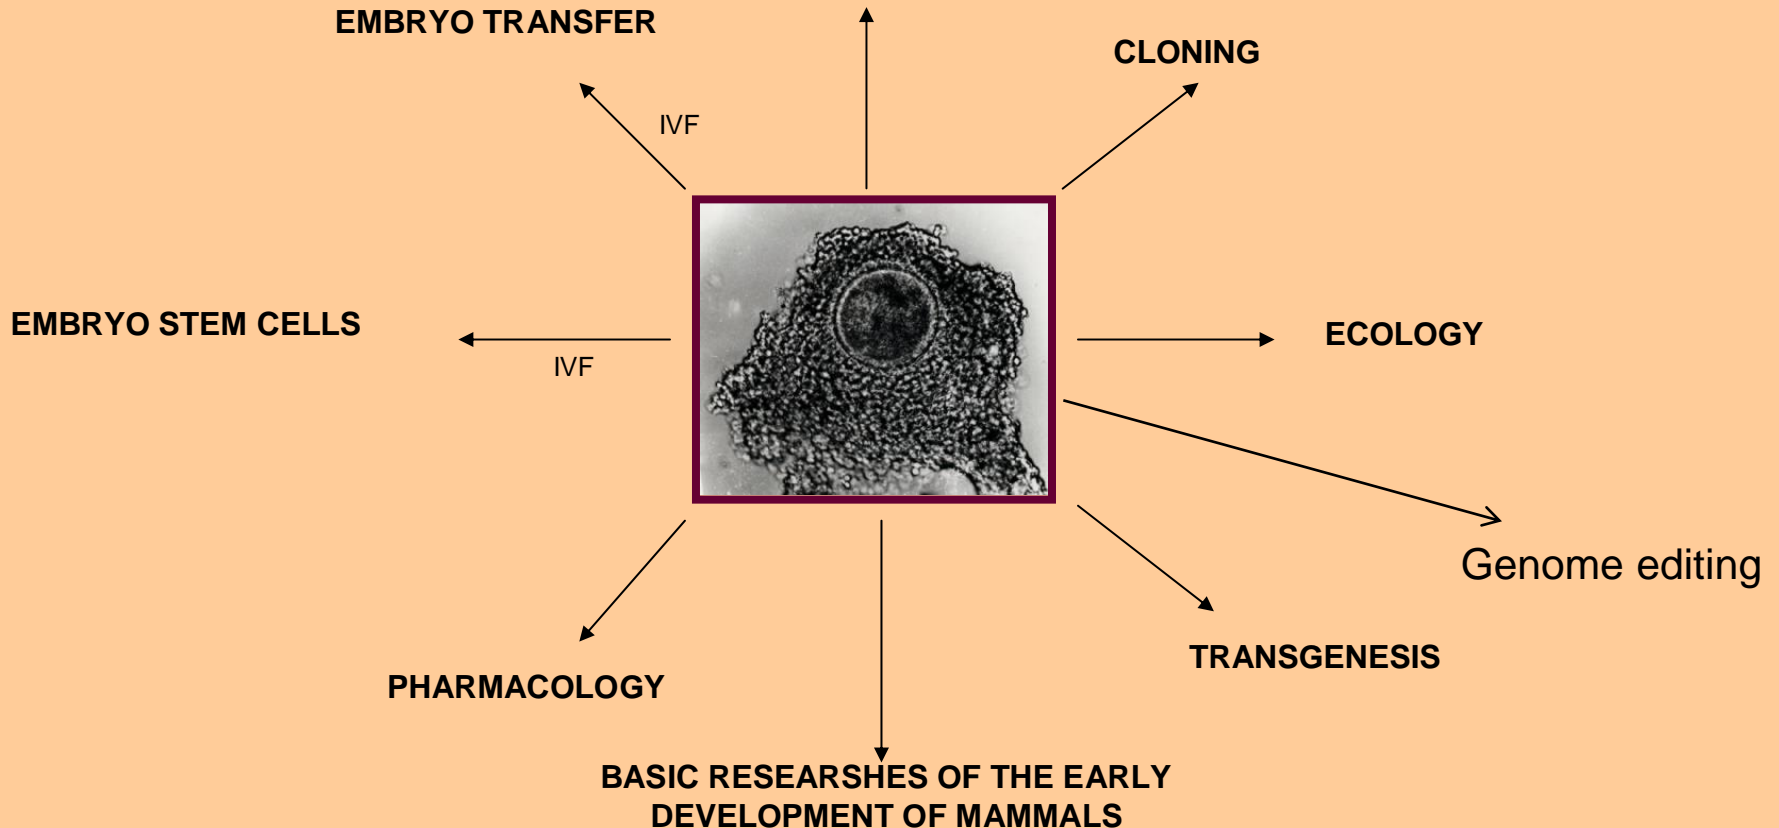 EMBRYO TRANSFER
CLONING
IVF
EMBRYO STEM CELLS
ECOLOGY
IVF
Genome editing
TRANSGENESIS
PHARMACOLOGY
BASIC RESEARSHES OF THE EARLY
DEVELOPMENT OF MAMMALS